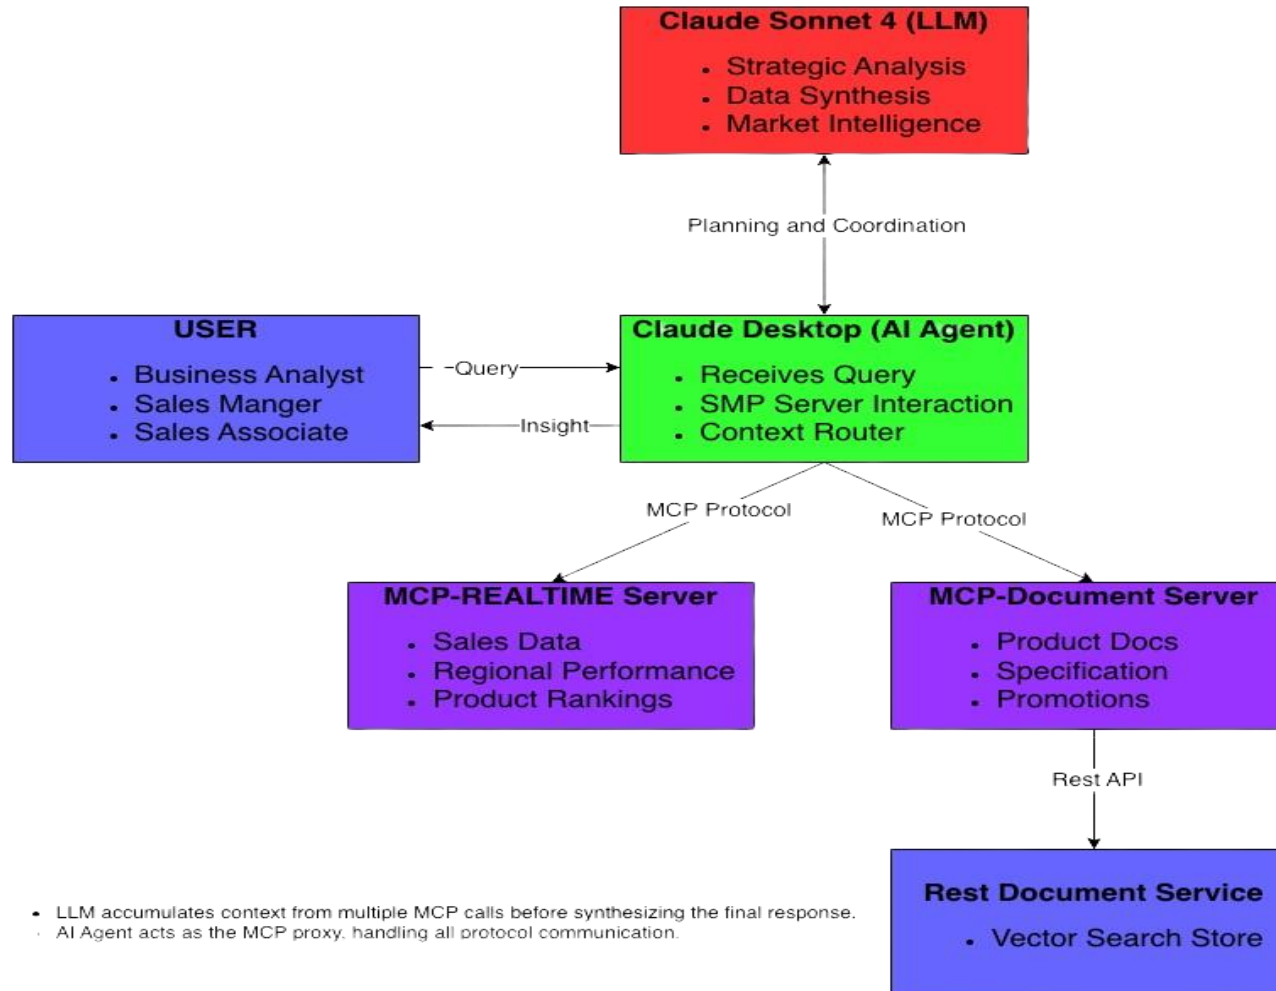 Claude Sonnet 4 (LLM)
• Strategic Analysis
• Data Synthesis
• Market Intelligence
Planning and Coordination
USER
• Business Analyst
• Sales Manger
• Sales Associate
Query
Insight
Claude Desktop (AI Agent)
• Receives Query
• SMP Server Interaction
• Context Router
MCP Protocol
MCP Protocol
MCP-REALTIME Server
• Sales Data
• Regional Performance
• Product Rankings
MCP-Document Server
• Product Docs
• Specification
• Promotions
Rest API
Rest Document Service
• Vector Search Store
• LLM accumulates context from multiple MCP calls before synthesizing the final response.
• AI Agent acts as the MCP proxy, handling all protocol communication.